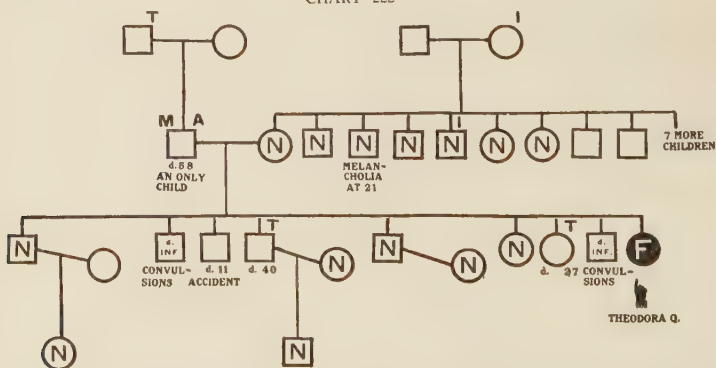 CHART
T I
M A
N N N N N I N N 7 MORE
CHILDREN
d.58
AN ONLY
CHILD
MELAN-
CHOLIA
AT 21
T T
N d.
INF. N N d.
INF. F
CONVUL-
SIONS
d. 11
ACCIDENT
d. 40
N
d. 27
CONVUL-
SIONS
THEODORA Q.
N N